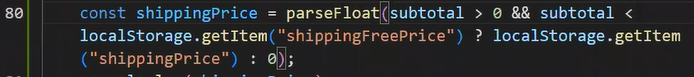 80 const shippingPrice = parseFloat(subtotal > 0 && subtotal <
localStorage.getItem("shippingFreePrice") ? localStorage.getItem
("shippingPrice") : 0);